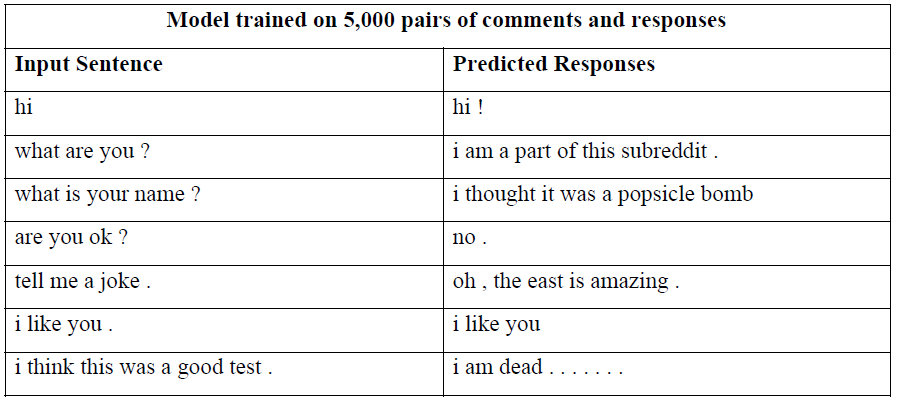 Model trained on 5,000 pairs of comments and responses
Input Sentence Predicted Responses
hi hi !
what are you ? i am a part of this subreddit .
what is your name ? i thought it was a popsicle bomb
are you ok ? no .
tell me a joke . oh , the east is amazing .
i like you . i like you
i think this was a good test . i am dead . . . . . . .